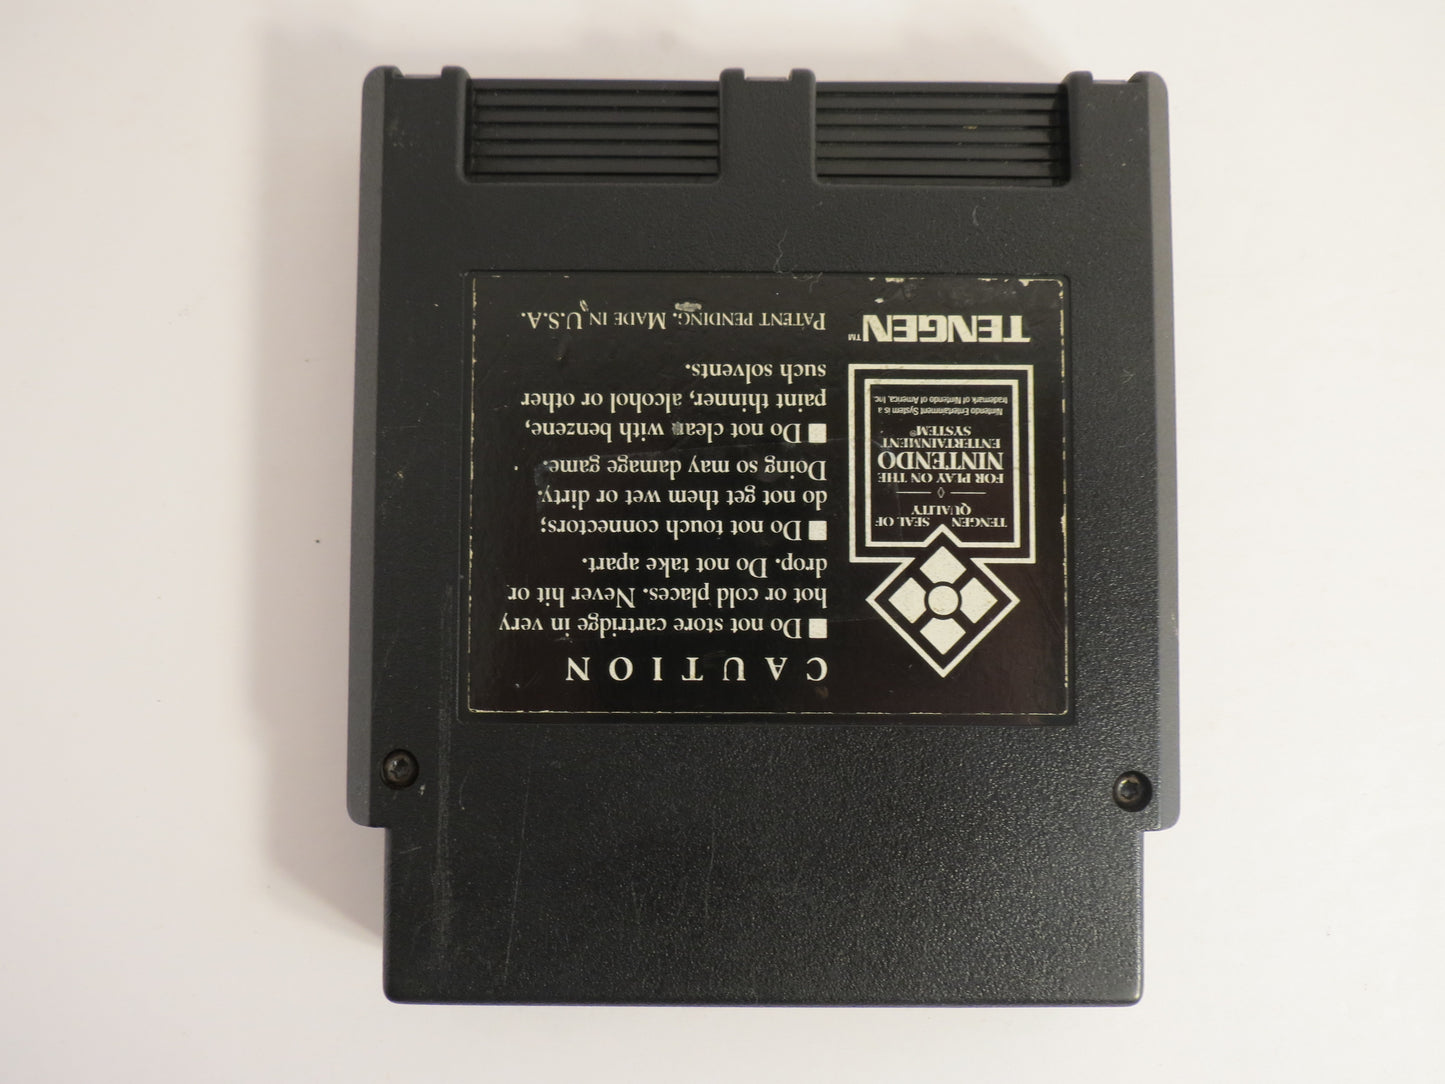 CAUTION
■ Do not store cartridge in very
hot or cold places. Never hit or
drop. Do not take apart.
■ Do not touch connectors;
do not get them wet or dirty.
Doing so may damage game.
■ Do not clean with benzene,
paint thinner, alcohol or other
such solvents.
PATENT PENDING. MADE IN U.S.A.
TENGEN SEAL OF
QUALITY
FOR PLAY ON THE
NINTENDO
ENTERTAINMENT
SYSTEM®
Nintendo Entertainment System is a
trademark of Nintendo of America, Inc.
TENGEN™